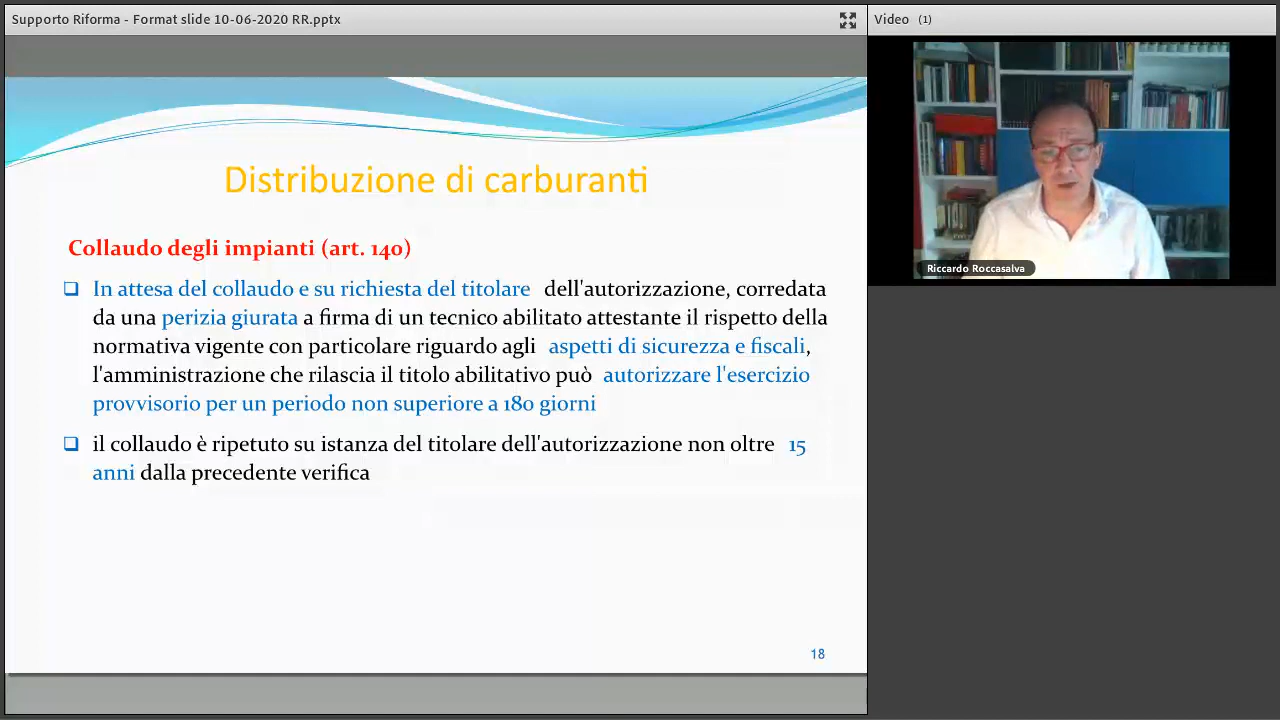 Supporto Riforma - Format slide 10-06-2020 RR.pptx
Video (1)
Riccardo Roccasalva
Distribuzione di carburanti
Collaudo degli impianti (art. 140)
In attesa del collaudo e su richiesta del titolare dell'autorizzazione, corredata
da una perizia giurata a firma di un tecnico abilitato attestante il rispetto della
normativa vigente con particolare riguardo agli aspetti di sicurezza e fiscali,
l'amministrazione che rilascia il titolo abilitativo può autorizzare l'esercizio
provvisorio per un periodo non superiore a 180 giorni
il collaudo è ripetuto su istanza del titolare dell'autorizzazione non oltre 15
anni dalla precedente verifica
18